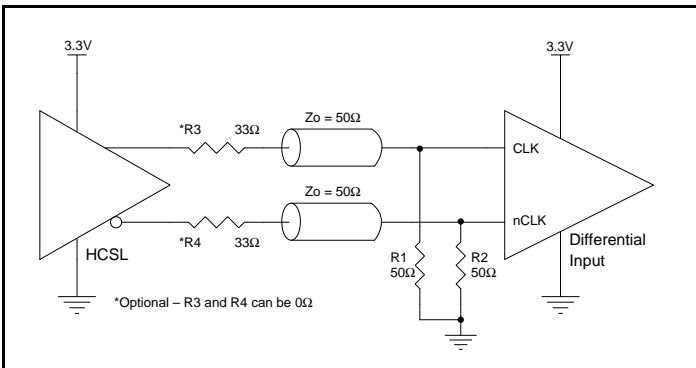 3.3V
3.3V
*R3 33Ω
Zo = 50Ω
CLK
Zo = 50Ω
nCLK
*R4 33Ω
HCSL
R1
50Ω
R2
50Ω
Differential
Input
*Optional – R3 and R4 can be 0Ω